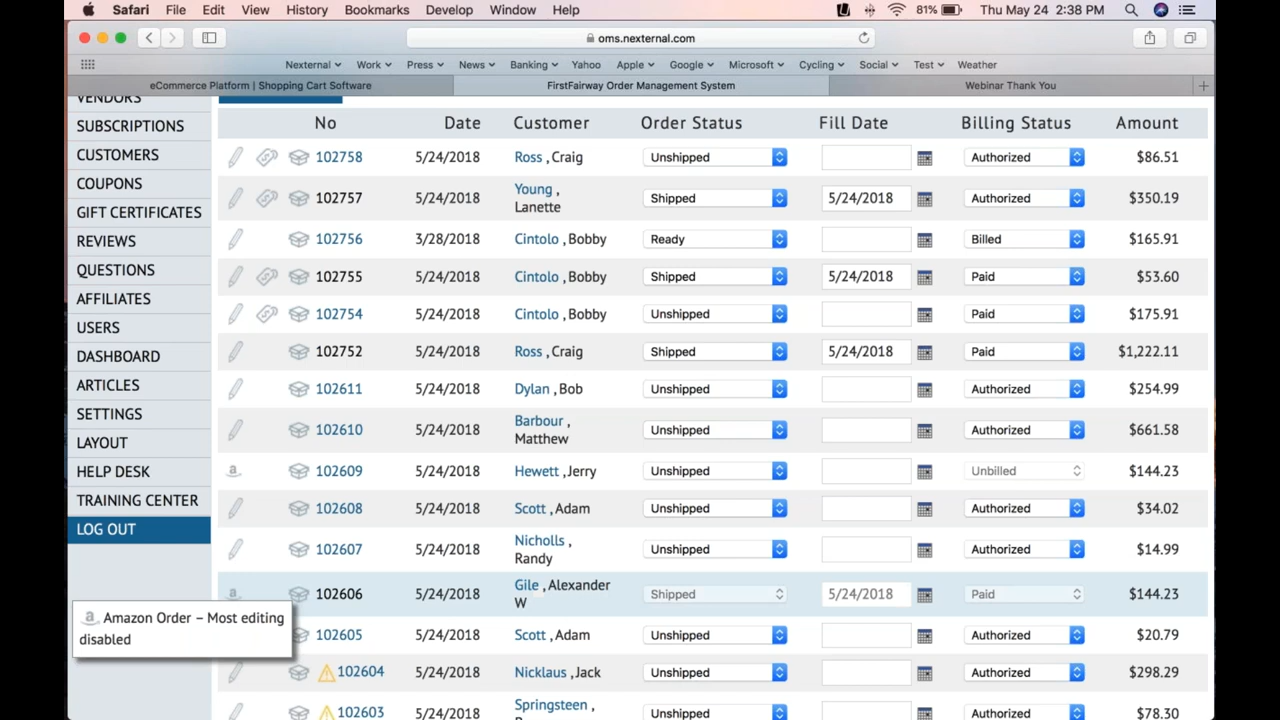 Safari File Edit View History Bookmarks Develop Window Help 81% Thu May 24 2:38 PM
oms.nexternal.com
Nexternal Work Press News Banking Yahoo Apple Google Microsoft Cycling Social Test Weather
eCommerce Platform | Shopping Cart Software FirstFairway Order Management System Webinar Thank You
VENDORS
SUBSCRIPTIONS
CUSTOMERS
COUPONS
GIFT CERTIFICATES
REVIEWS
QUESTIONS
AFFILIATES
USERS
DASHBOARD
ARTICLES
SETTINGS
LAYOUT
HELP DESK
TRAINING CENTER
LOG OUT
a Amazon Order – Most editing
disabled
No Date Customer Order Status Fill Date Billing Status Amount
102758 5/24/2018 Ross , Craig Unshipped Authorized $86.51
102757 5/24/2018 Young , Shipped 5/24/2018 Authorized $350.19
Lanette
102756 3/28/2018 Cintolo , Bobby Ready Billed $165.91
102755 5/24/2018 Cintolo , Bobby Shipped 5/24/2018 Paid $53.60
102754 5/24/2018 Cintolo , Bobby Unshipped Paid $175.91
102752 5/24/2018 Ross , Craig Shipped 5/24/2018 Paid $1,222.11
102611 5/24/2018 Dylan , Bob Unshipped Authorized $254.99
102610 5/24/2018 Barbour , Unshipped Authorized $661.58
Matthew
a 102609 5/24/2018 Hewett , Jerry Unshipped Unbilled $144.23
102608 5/24/2018 Scott , Adam Unshipped Authorized $34.02
102607 5/24/2018 Nicholls , Unshipped Authorized $14.99
Randy
a 102606 5/24/2018 Gile , Alexander Shipped 5/24/2018 Paid $144.23
W
102605 5/24/2018 Scott , Adam Unshipped Authorized $20.79
102604 5/24/2018 Nicklaus , Jack Unshipped Authorized $298.29
102603 5/24/2018 Springsteen , Unshipped Authorized $78.30